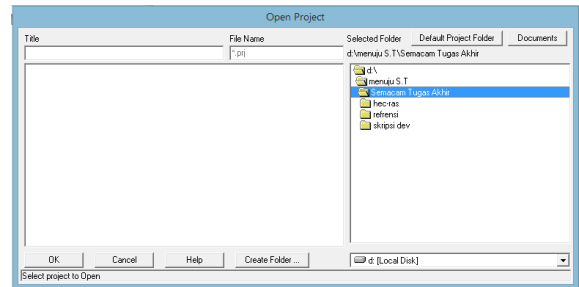 Open Project
Title File Name Selected Folder Default Project Folder Documents
*.prj d:\menuju S.T\Semacam Tugas Akhir
d:\
menuju S.T
Semacam Tugas Akhir
hec-ras
refrensi
skripsi dev
OK Cancel Help Create Folder ... d: [Local Disk]
Select project to Open